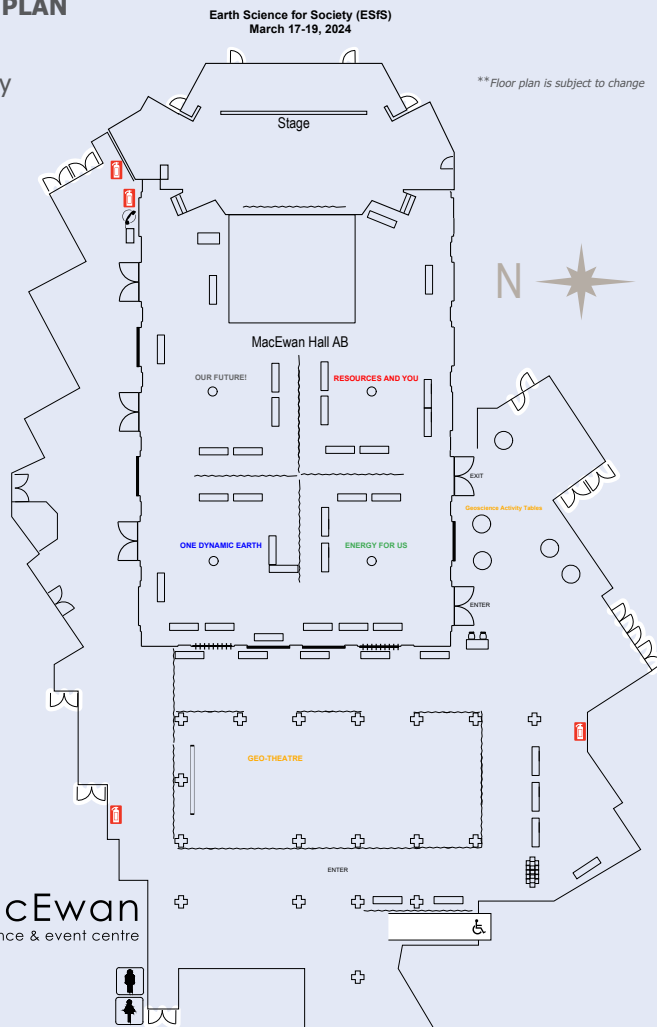 PLAN
Earth Science for Society (ESfS)
March 17-19, 2024
y
**Floor plan is subject to change
Stage
N
MacEwan Hall AB
OUR FUTURE!
RESOURCES AND YOU
EXIT
Geoscience Activity Tables
ONE DYNAMIC EARTH
ENERGY FOR US
ENTER
GEO-THEATRE
ENTER
cEwan
nce & event centre